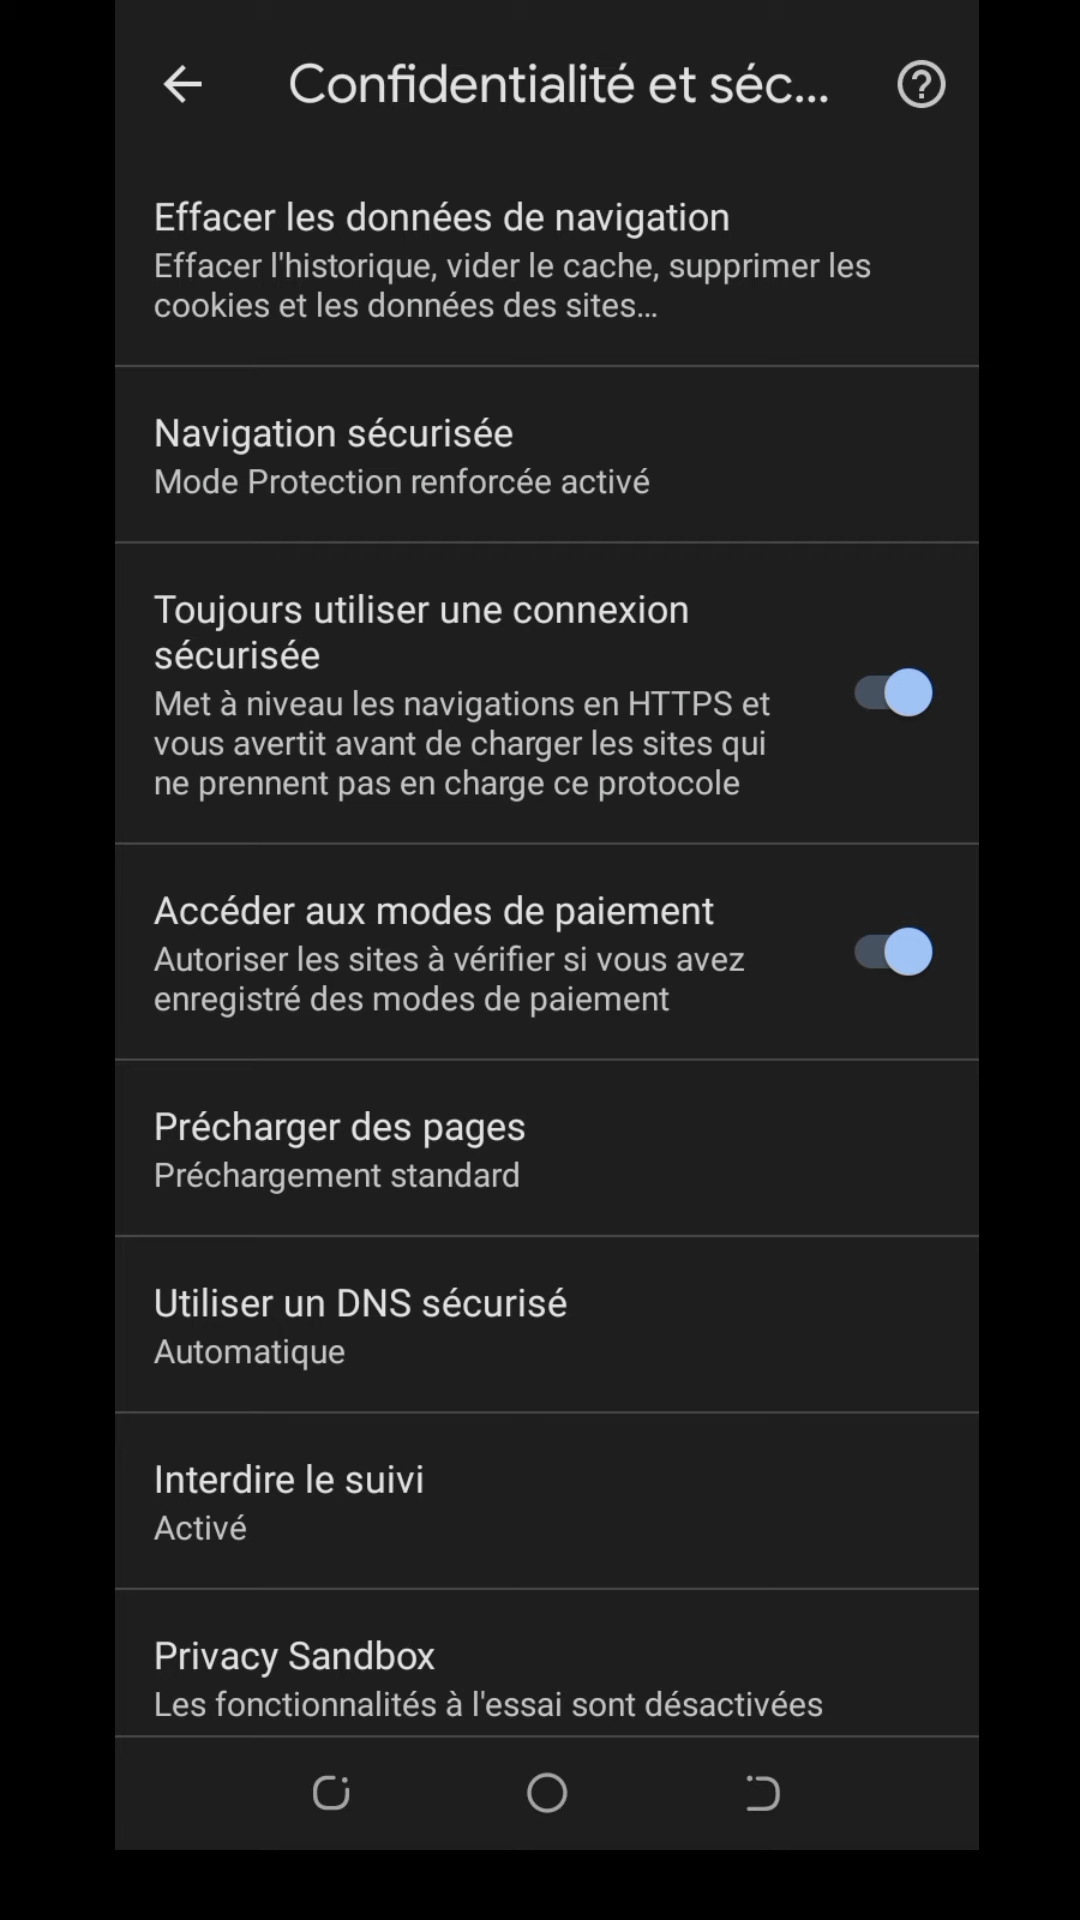 Confidentialité et séc...
Effacer les données de navigation
Effacer l'historique, vider le cache, supprimer les
cookies et les données des sites…
Navigation sécurisée
Mode Protection renforcée activé
Toujours utiliser une connexion
sécurisée
Met à niveau les navigations en HTTPS et
vous avertit avant de charger les sites qui
ne prennent pas en charge ce protocole
Accéder aux modes de paiement
Autoriser les sites à vérifier si vous avez
enregistré des modes de paiement
Précharger des pages
Préchargement standard
Utiliser un DNS sécurisé
Automatique
Interdire le suivi
Activé
Privacy Sandbox
Les fonctionnalités à l'essai sont désactivées